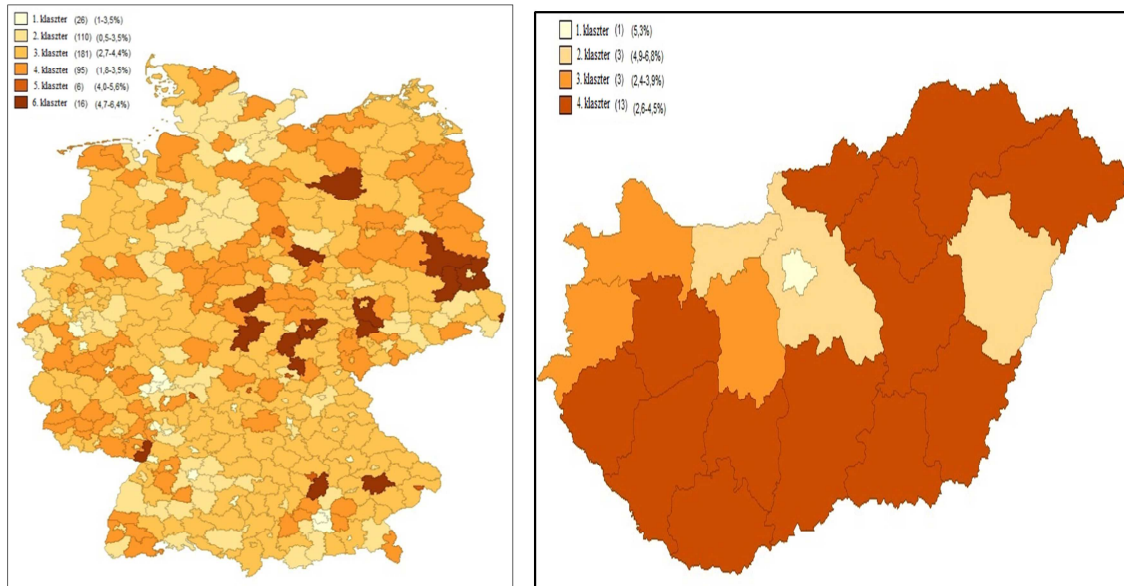 1. klaszter (26) (1-3,5%)
2. klaszter (110) (0,5-3,5%)
3. klaszter (181) (2,7-4,4%)
4. klaszter (95) (1,8-3,5%)
5. klaszter (6) (4,0-5,6%)
6. klaszter (16) (4,7-6,4%)
1. klaszter (1) (5,3%)
2. klaszter (3) (4,9-6,8%)
3. klaszter (3) (2,4-3,9%)
4. klaszter (13) (2,6-4,5%)